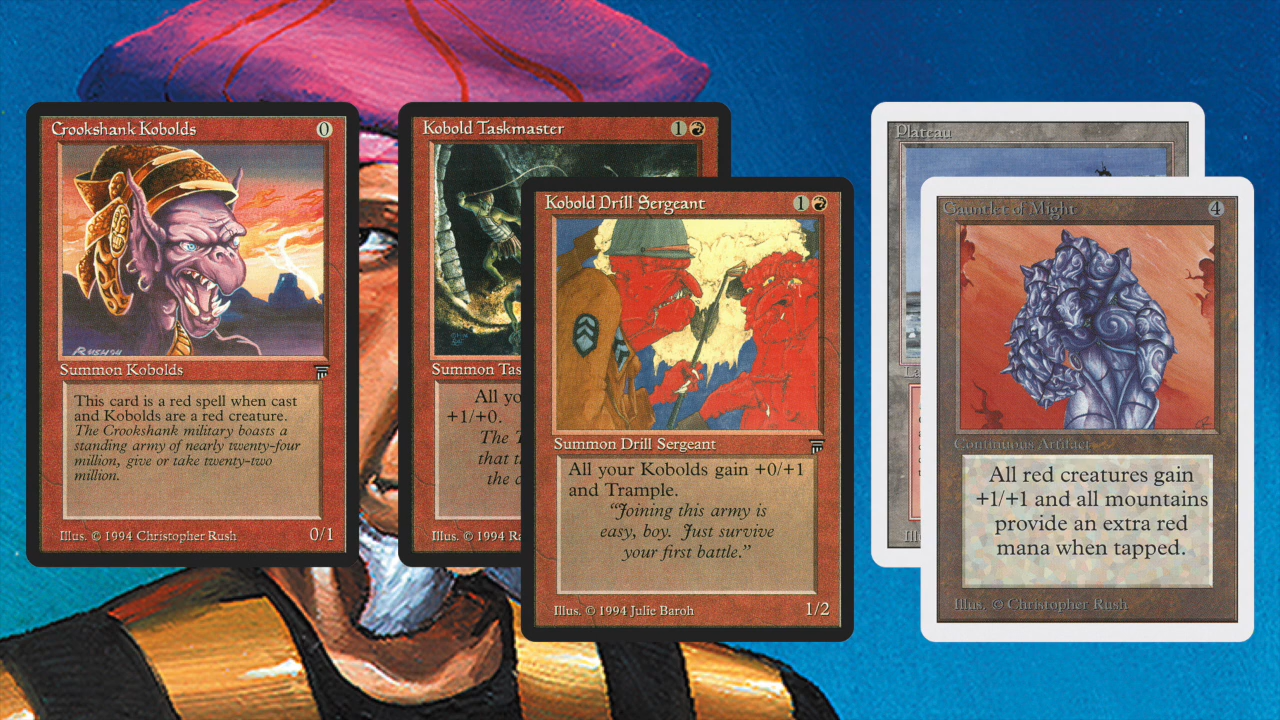 Crookshank Kobolds 0
RUSH 94
Summon Kobolds
This card is a red spell when cast
and Kobolds are a red creature.
The Crookshank military boasts a
standing army of nearly twenty-four
million, give or take twenty-two
million.
Illus. © 1994 Christopher Rush 0/1
Kobold Taskmaster 1
Summon
All
+1/+0.
The
that
the
Illus. © 1994
Kobold Drill Sergeant 1
Summon Drill Sergeant
All your Kobolds gain +0/+1
and Trample.
"Joining this army is
easy, boy. Just survive
your first battle."
Illus. © 1994 Julie Baroh 1/2
Plateau
Gauntlet of Might 4
Continuous Artifact
All red creatures gain
+1/+1 and all mountains
provide an extra red
mana when tapped.
Illus. © Christopher Rush